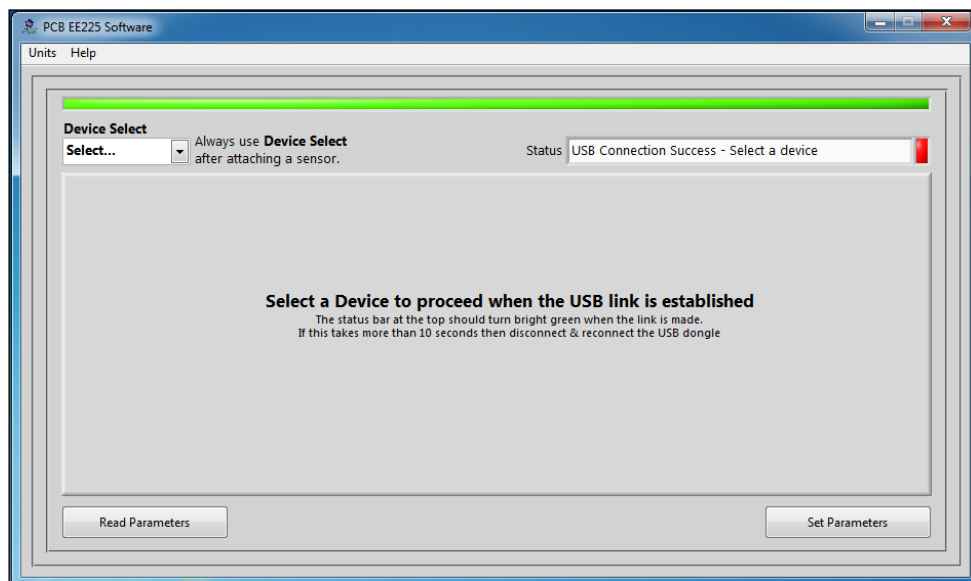 PCB EE225 Software
Units Help
Device Select
Select...
Always use Device Select
after attaching a sensor.
Status USB Connection Success - Select a device
Select a Device to proceed when the USB link is established
The status bar at the top should turn bright green when the link is made.
If this takes more than 10 seconds then disconnect & reconnect the USB dongle
Read Parameters
Set Parameters